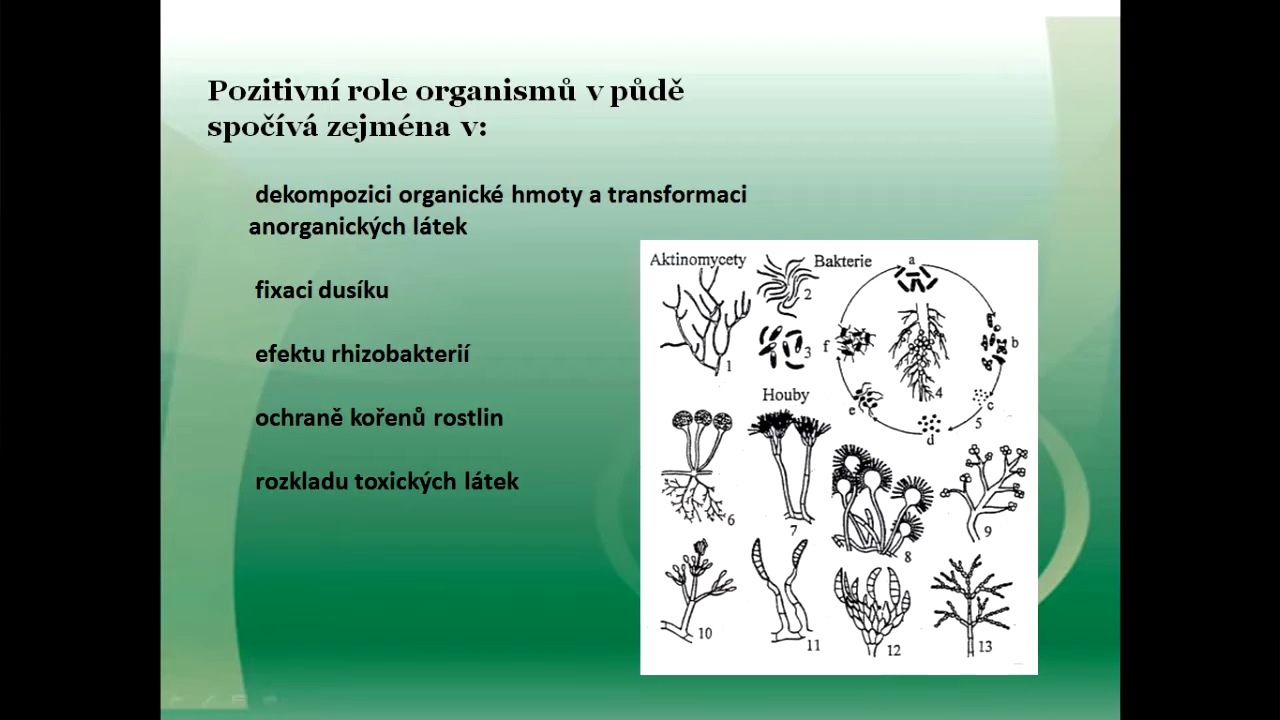 Pozitivní role organismů v půdě
spočívá zejména v:
dekompozici organické hmoty a transformaci
anorganických látek
fixaci dusíku
efektu rhizobakterií
ochraně kořenů rostlin
rozkladu toxických látek
Aktinomycety
Bakterie
a
2
1
3
f
b
4
e
c
5
d
Houby
6
7
8
9
10
11
12
13